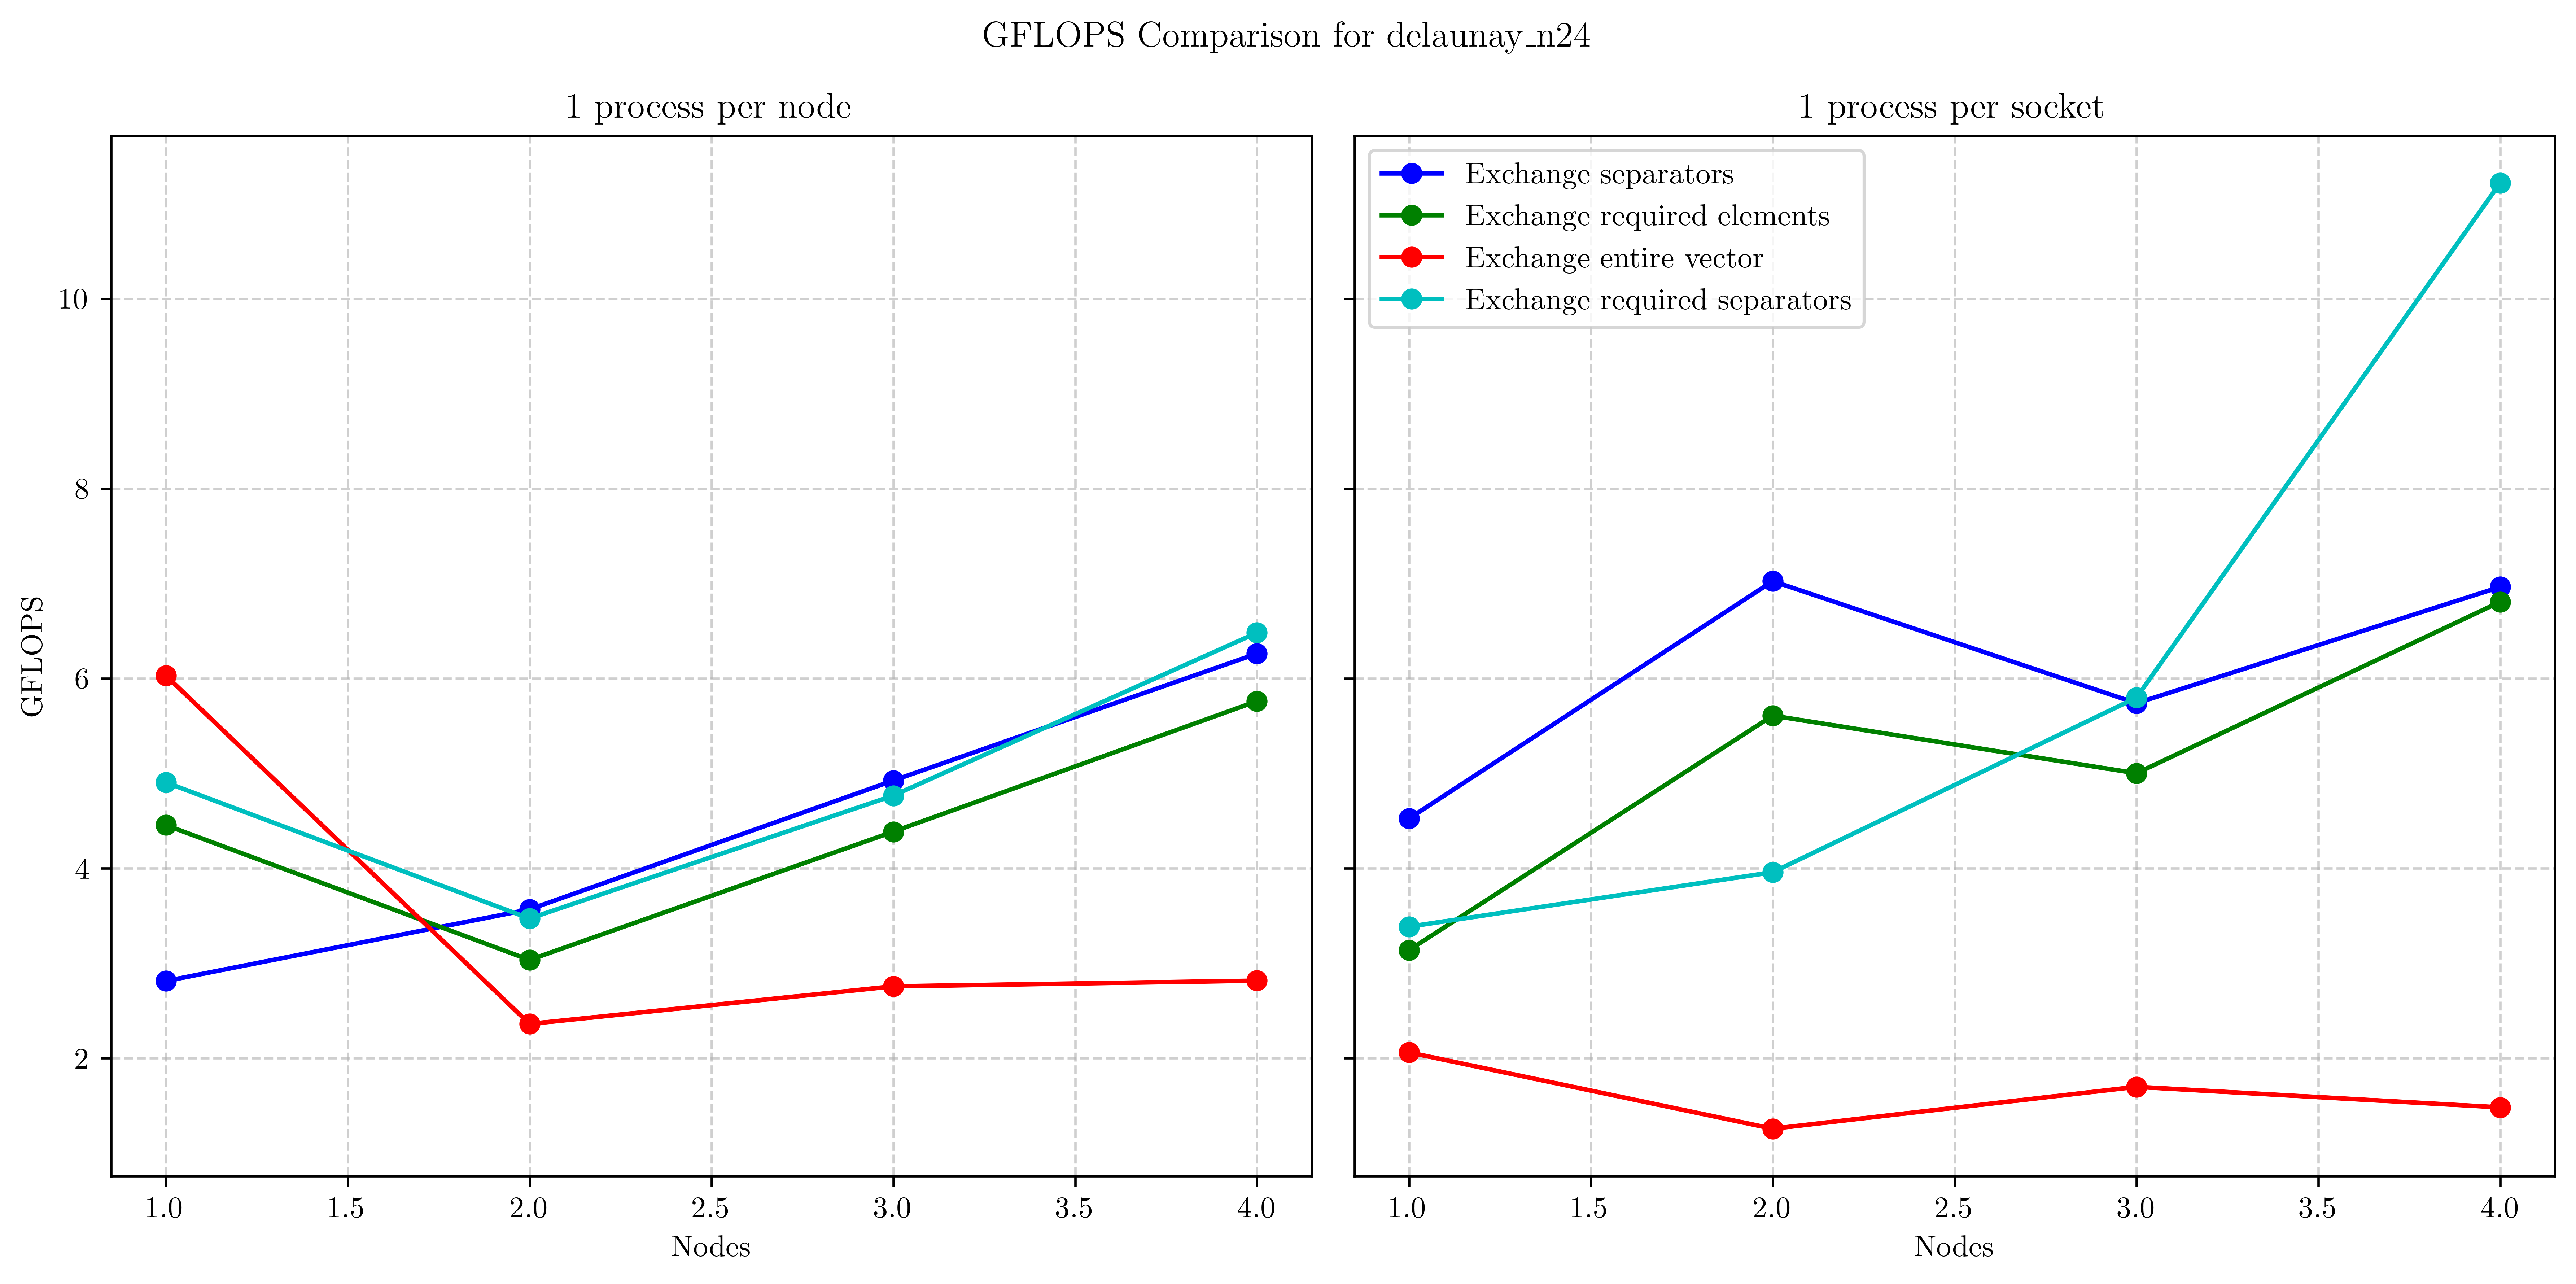 GFLOPS Comparison for delaunay_n24
1 process per node
1 process per socket
Exchange separators
Exchange required elements
Exchange entire vector
Exchange required separators
GFLOPS
10
8
6
4
2
1.0 1.5 2.0 2.5 3.0 3.5 4.0
1.0 1.5 2.0 2.5 3.0 3.5 4.0
Nodes
Nodes